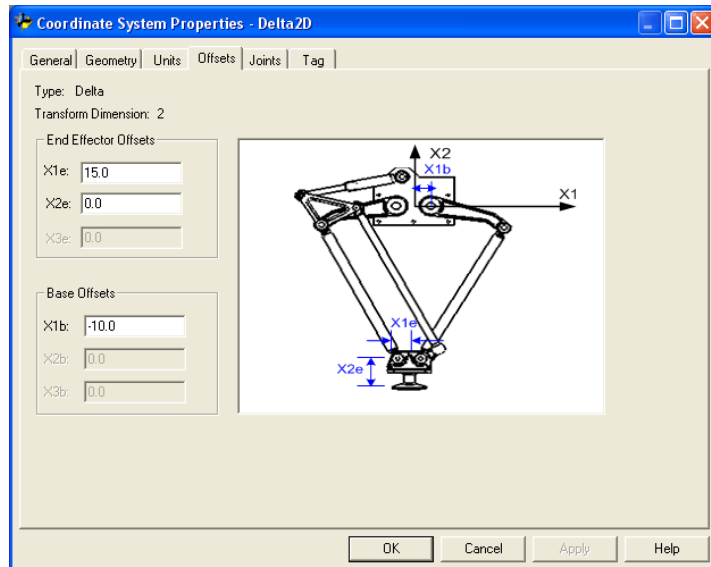 Coordinate System Properties - Delta2D
General Geometry Units Offsets Joints Tag
Type: Delta
Transform Dimension: 2
End Effector Offsets
X1e: 15.0
X2e: 0.0
X3e: 0.0
Base Offsets
X1b: -10.0
X2b: 0.0
X3b: 0.0
X2
X1b
X1
X1e
X2e
OK Cancel Apply Help